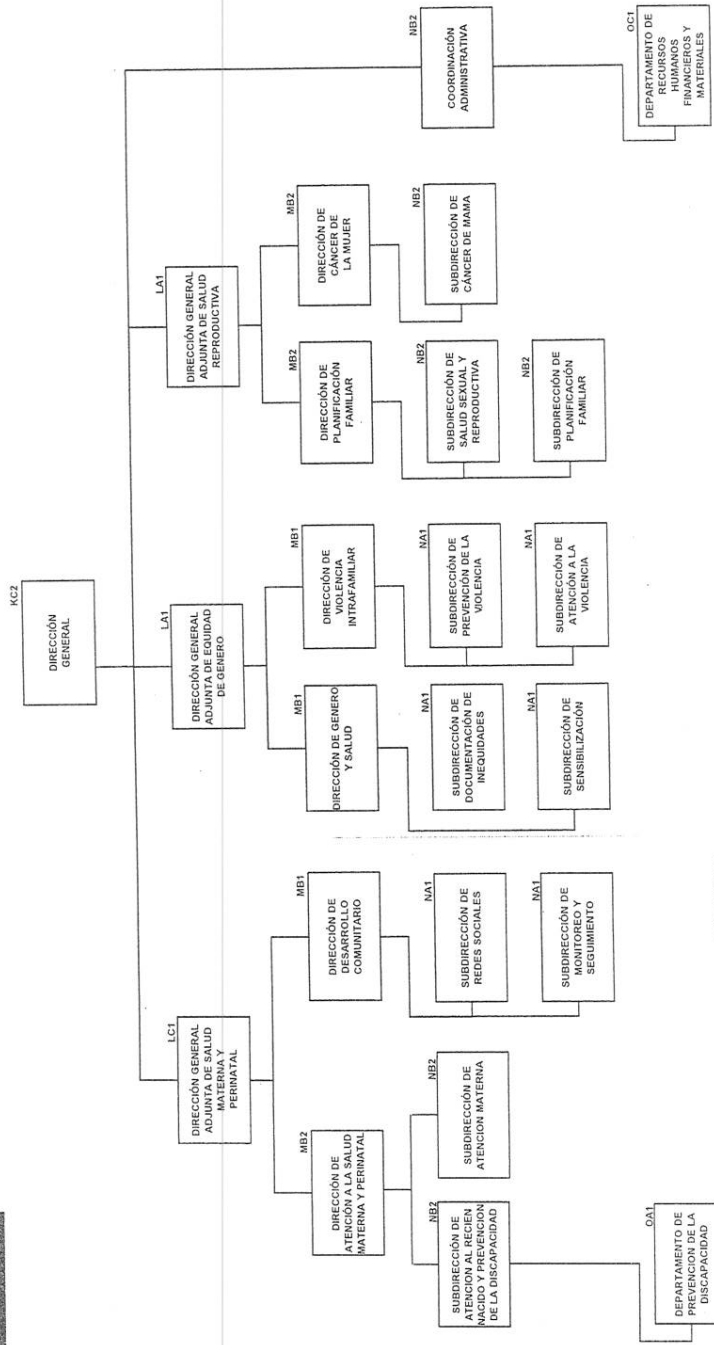 KC2
DIRECCIÓN
GENERAL
LC1
DIRECCIÓN GENERAL
ADJUNTA DE SALUD
MATERNA Y
PERINATAL
LA1
DIRECCIÓN GENERAL
ADJUNTA DE EQUIDAD
DE GENERO
LA1
DIRECCIÓN GENERAL
ADJUNTA DE SALUD
REPRODUCTIVA
MB2
DIRECCIÓN DE
ATENCIÓN A LA SALUD
MATERNA Y PERINATAL
MB1
DIRECCIÓN DE
DESARROLLO
COMUNITARIO
MB1
DIRECCIÓN DE GENERO
Y SALUD
MB1
DIRECCIÓN DE
VIOLENCIA
INTRAFAMILIAR
MB2
DIRECCIÓN DE
PLANIFICACIÓN
FAMILIAR
MB2
DIRECCIÓN DE
CÁNCER DE
LA MUJER
NB2
SUBDIRECCIÓN DE
ATENCION AL RECIEN
NACIDO Y PREVENCION
DE LA DISCAPACIDAD
NB2
SUBDIRECCIÓN DE
ATENCION MATERNA
NA1
SUBDIRECCIÓN DE
REDES SOCIALES
NA1
SUBDIRECCIÓN DE
DOCUMENTACIÓN DE
INEQUIDADES
NA1
SUBDIRECCIÓN DE
PREVENCIÓN DE LA
VIOLENCIA
NB2
SUBDIRECCIÓN DE
SALUD SEXUAL Y
REPRODUCTIVA
NB2
SUBDIRECCIÓN DE
CÁNCER DE MAMA
NB2
COORDINACIÓN
ADMINISTRATIVA
NA1
SUBDIRECCIÓN DE
MONITOREO Y
SEGUIMIENTO
NA1
SUBDIRECCIÓN DE
SENSIBILIZACIÓN
NA1
SUBDIRECCIÓN DE
ATENCIÓN A LA
VIOLENCIA
NB2
SUBDIRECCIÓN DE
PLANIFICACIÓN
FAMILIAR
OA1
DEPARTAMENTO DE
PREVENCION DE LA
DISCAPACIDAD
OC1
DEPARTAMENTO DE
RECURSOS
HUMANOS
FINANCIEROS Y
MATERIALES